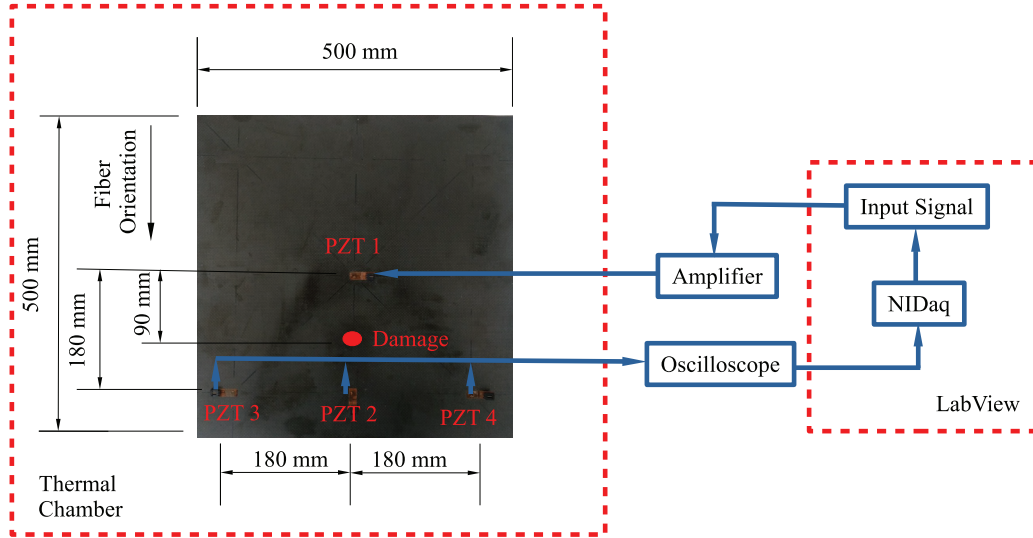 500 mm
Fiber
Orientation
500 mm
180 mm
90 mm
PZT 1
Damage
PZT 3
PZT 2
PZT 4
180 mm
180 mm
Thermal
Chamber
Input Signal
Amplifier
NIDaq
Oscilloscope
LabView